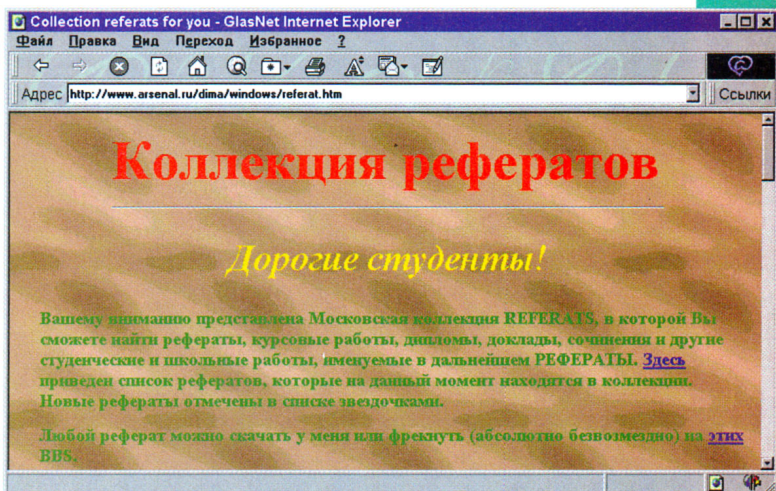 Collection referats for you - GlasNet Internet Explorer
Файл Правка Вид Переход Избранное ?
Адрес http://www.arsenal.ru/dima/windows/referat.htm Ссылки
Коллекция рефератов
Дорогие студенты!
Вашему вниманию представлена Московская коллекция REFERATS, в которой Вы
сможете найти рефераты, курсовые работы, дипломы, доклады, сочинения и другие
студенческие и школьные работы, именуемые в дальнейшем РЕФЕРАТЫ. Здесь
приведен список рефератов, которые на данный момент находятся в коллекции.
Новые рефераты отмечены в списке звездочками.
Любой реферат можно скачать у меня или фрекнуть (абсолютно безвозмездно) на этих
BBS.